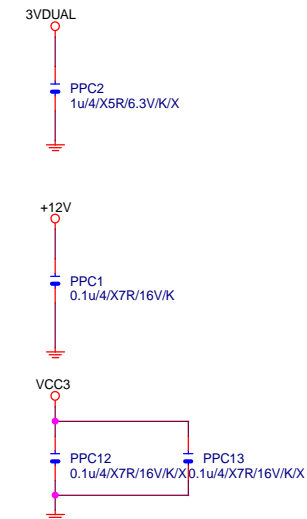 3VDUAL
PPC2
1u/4/X5R/6.3V/K/X
+12V
PPC1
0.1u/4/X7R/16V/K
VCC3
PPC12 PPC13
0.1u/4/X7R/16V/K/X 0.1u/4/X7R/16V/K/X